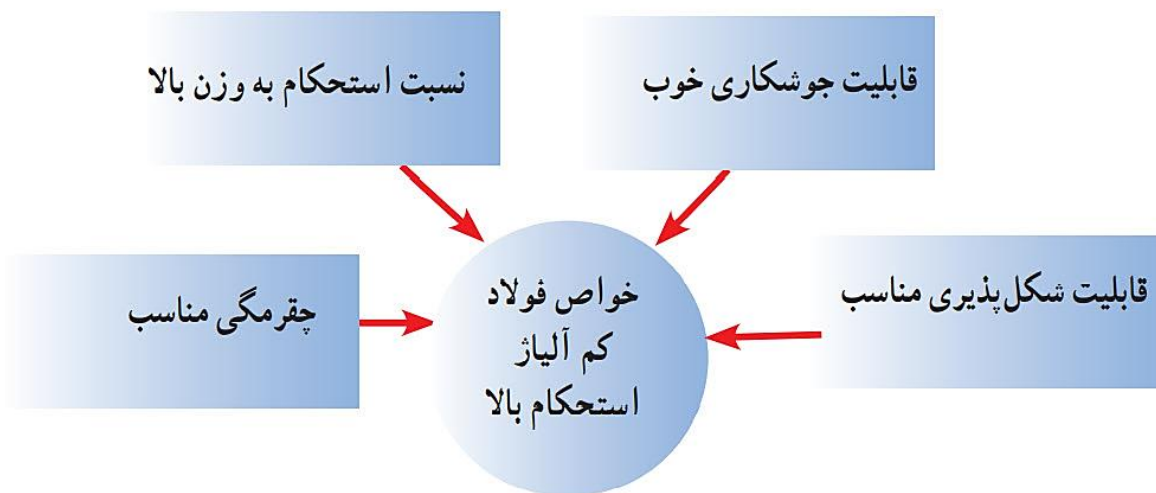 قابلیت جوشکاری خوب
نسبت استحکام به وزن بالا
قابلیت شکل‌پذیری مناسب
چقرمگی مناسب
خواص فولاد
کم آلیاژ
استحکام بالا